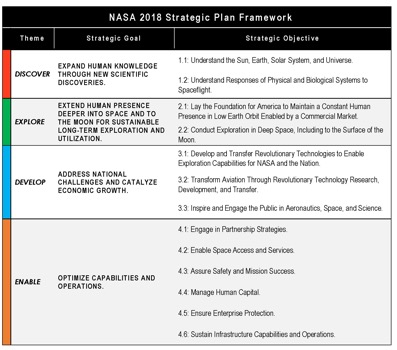 NASA 2018 Strategic Plan Framework
Theme Strategic Goal Strategic Objective
DISCOVER
EXPAND HUMAN KNOWLEDGE
THROUGH NEW SCIENTIFIC
DISCOVERIES.
1.1: Understand the Sun, Earth, Solar System, and Universe.
1.2: Understand Responses of Physical and Biological Systems to
Spaceflight.
EXPLORE
EXTEND HUMAN PRESENCE
DEEPER INTO SPACE AND TO
THE MOON FOR SUSTAINABLE
LONG-TERM EXPLORATION AND
UTILIZATION.
2.1: Lay the Foundation for America to Maintain a Constant Human
Presence in Low Earth Orbit Enabled by a Commercial Market.
2.2: Conduct Exploration in Deep Space, Including to the Surface of the
Moon.
DEVELOP
ADDRESS NATIONAL
CHALLENGES AND CATALYZE
ECONOMIC GROWTH.
3.1: Develop and Transfer Revolutionary Technologies to Enable
Exploration Capabilities for NASA and the Nation.
3.2: Transform Aviation Through Revolutionary Technology Research,
Development, and Transfer.
3.3: Inspire and Engage the Public in Aeronautics, Space, and Science.
ENABLE
OPTIMIZE CAPABILITIES AND
OPERATIONS.
4.1: Engage in Partnership Strategies.
4.2: Enable Space Access and Services.
4.3: Assure Safety and Mission Success.
4.4: Manage Human Capital.
4.5: Ensure Enterprise Protection.
4.6: Sustain Infrastructure Capabilities and Operations.